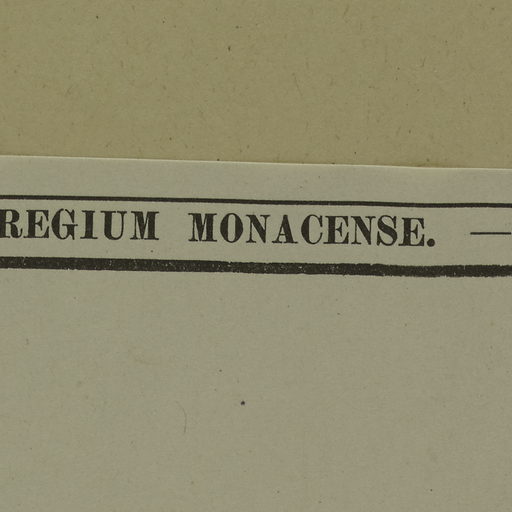 REGIUM MONACENSE. —